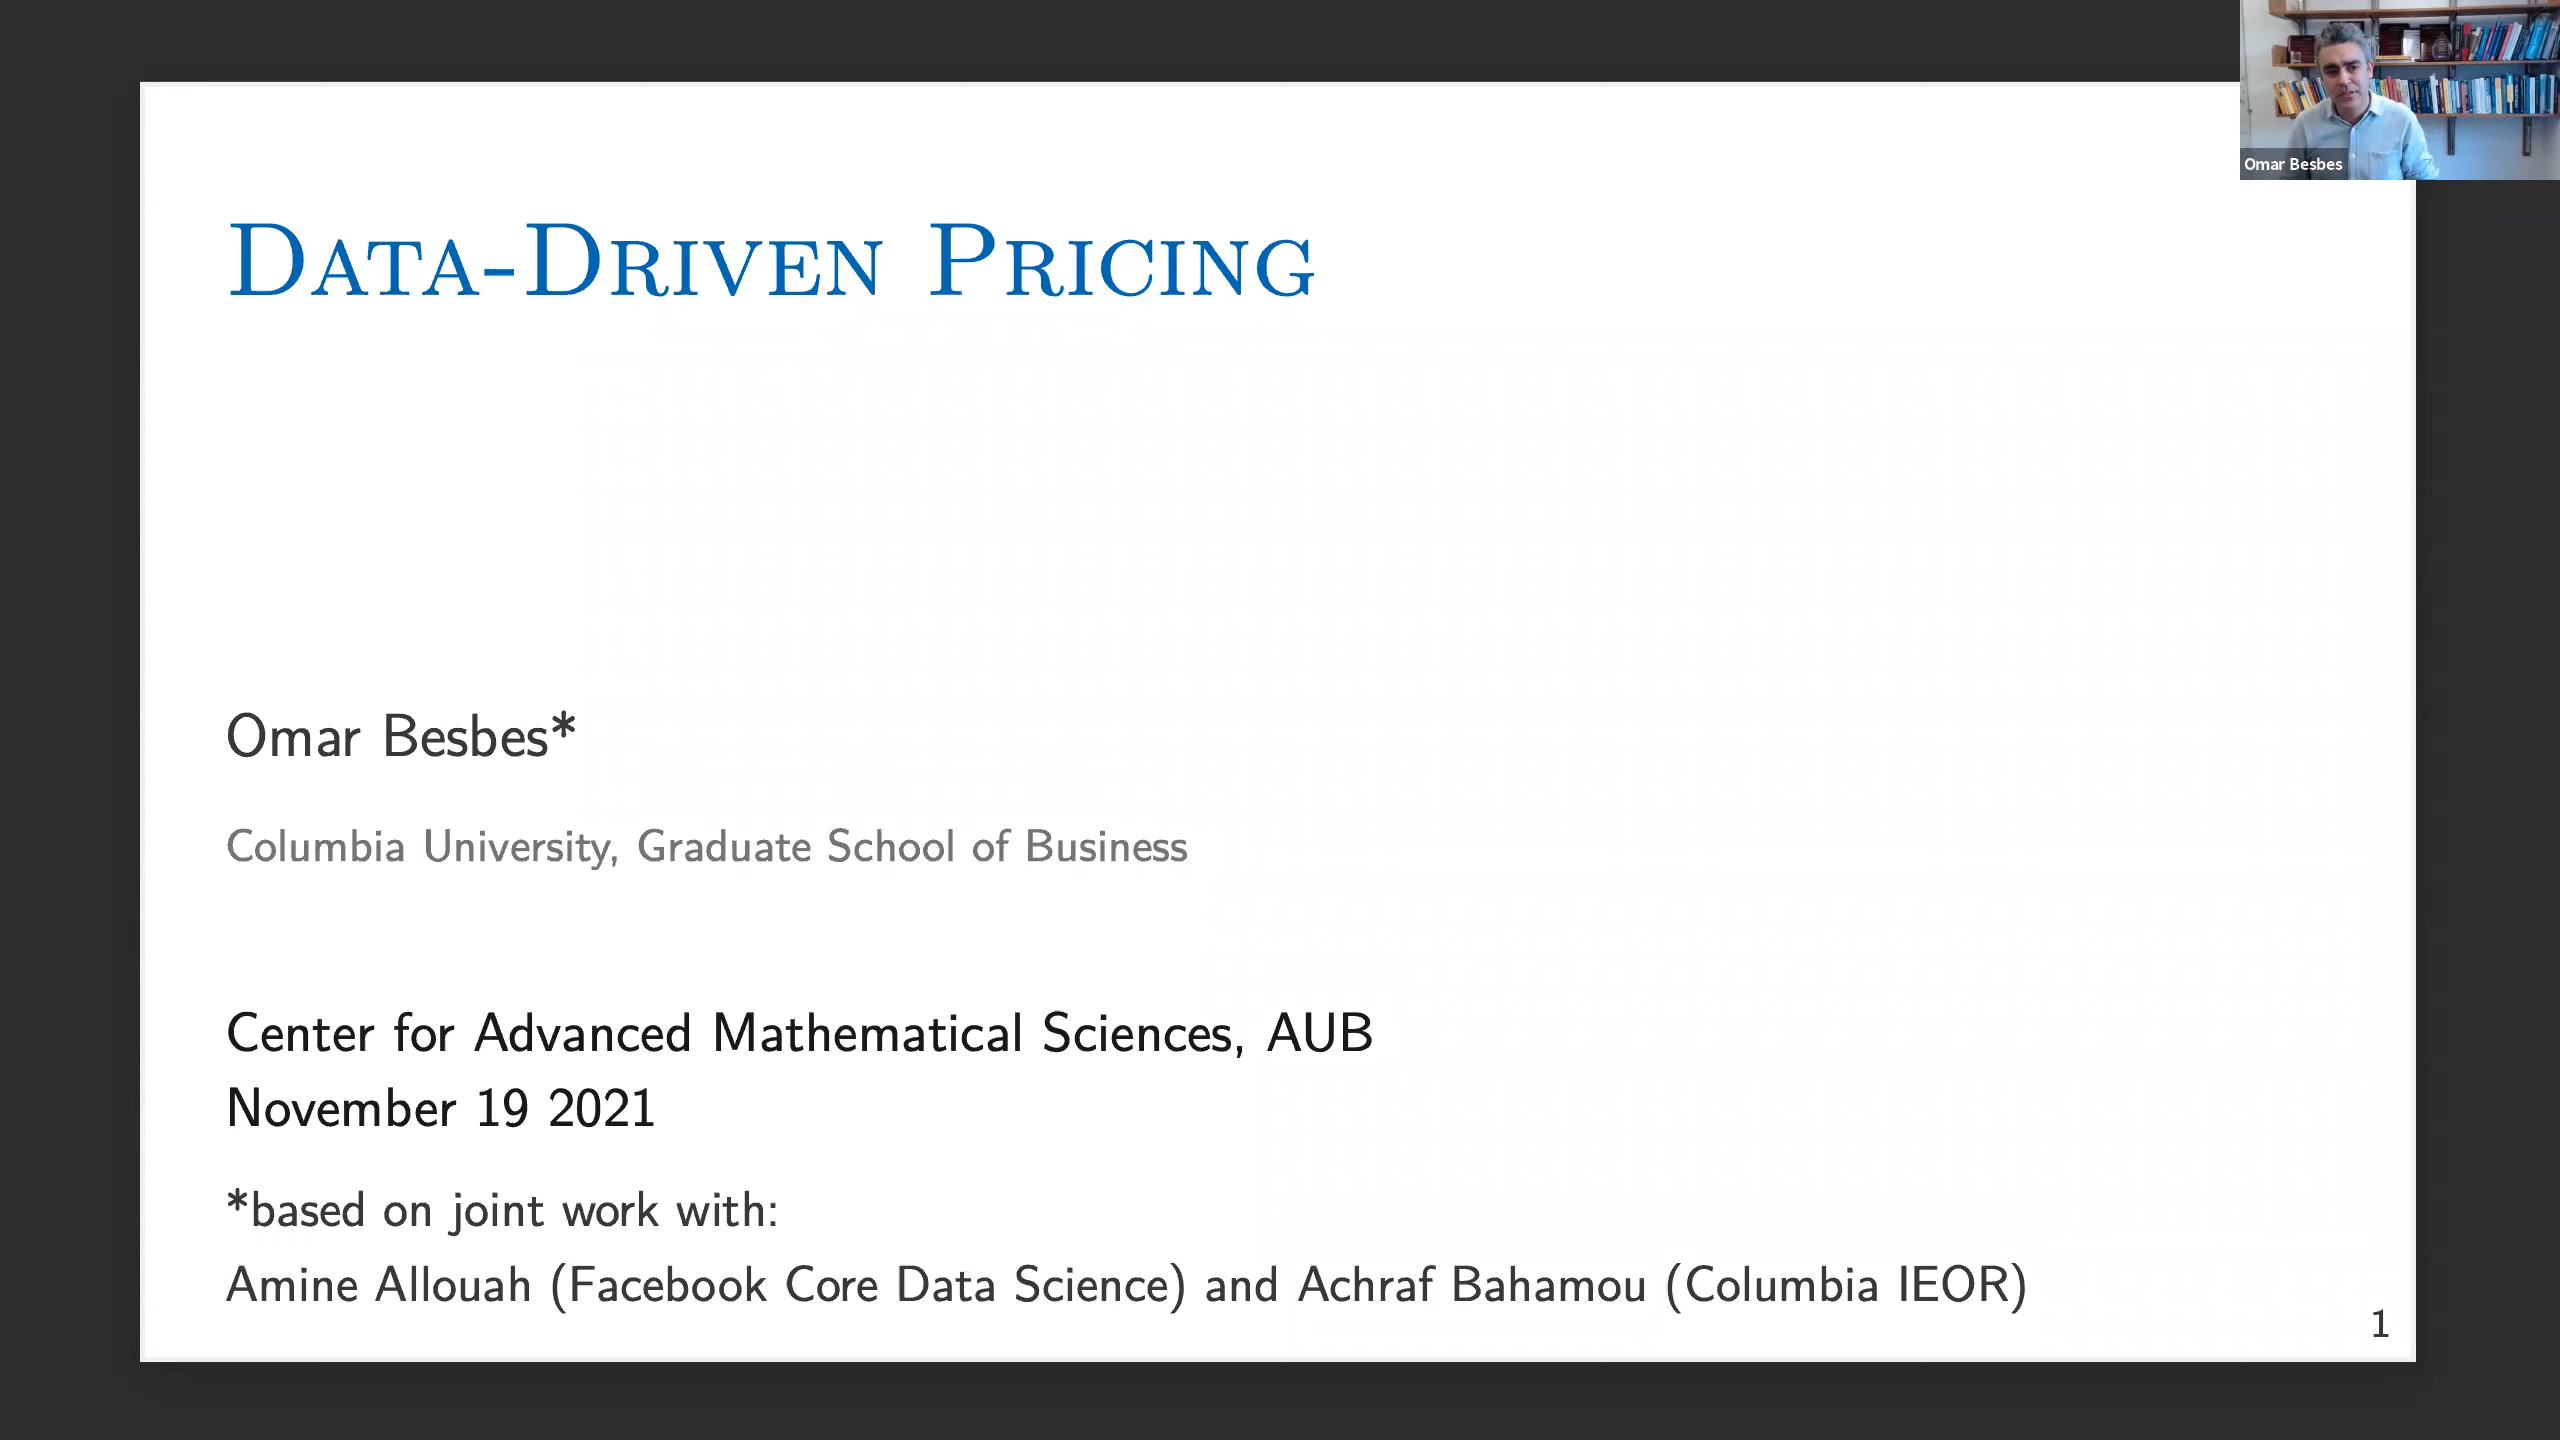 Omar Besbes
Data-Driven Pricing
Omar Besbes*
Columbia University, Graduate School of Business
Center for Advanced Mathematical Sciences, AUB
November 19 2021
*based on joint work with:
Amine Allouah (Facebook Core Data Science) and Achraf Bahamou (Columbia IEOR)
1